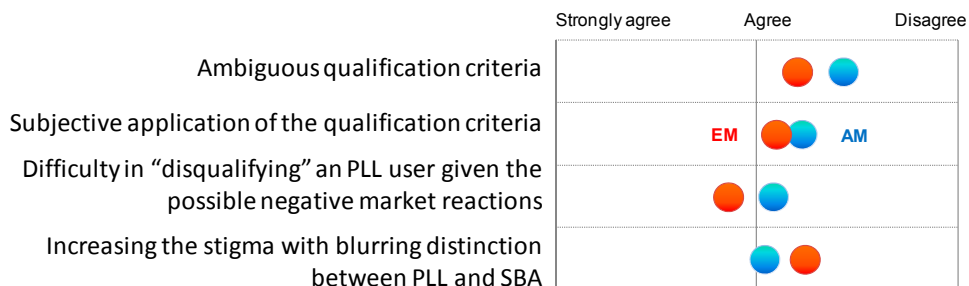 Strongly agree Agree Disagree
Ambiguous qualification criteria
Subjective application of the qualification criteria
EM AM
Difficulty in “disqualifying” an PLL user given the
possible negative market reactions
Increasing the stigma with blurring distinction
between PLL and SBA